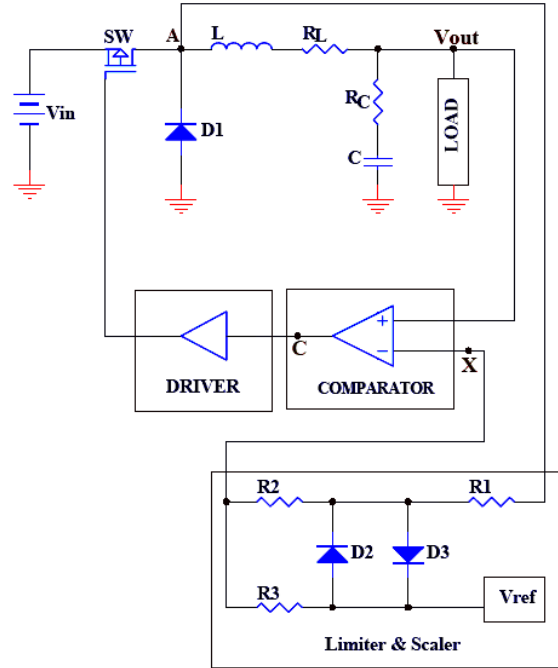 SW
A
L
RL
Vout
Vin
D1
RC
C
LOAD
+
−
C
X
DRIVER
COMPARATOR
R2
R1
D2
D3
R3
Vref
Limiter & Scaler